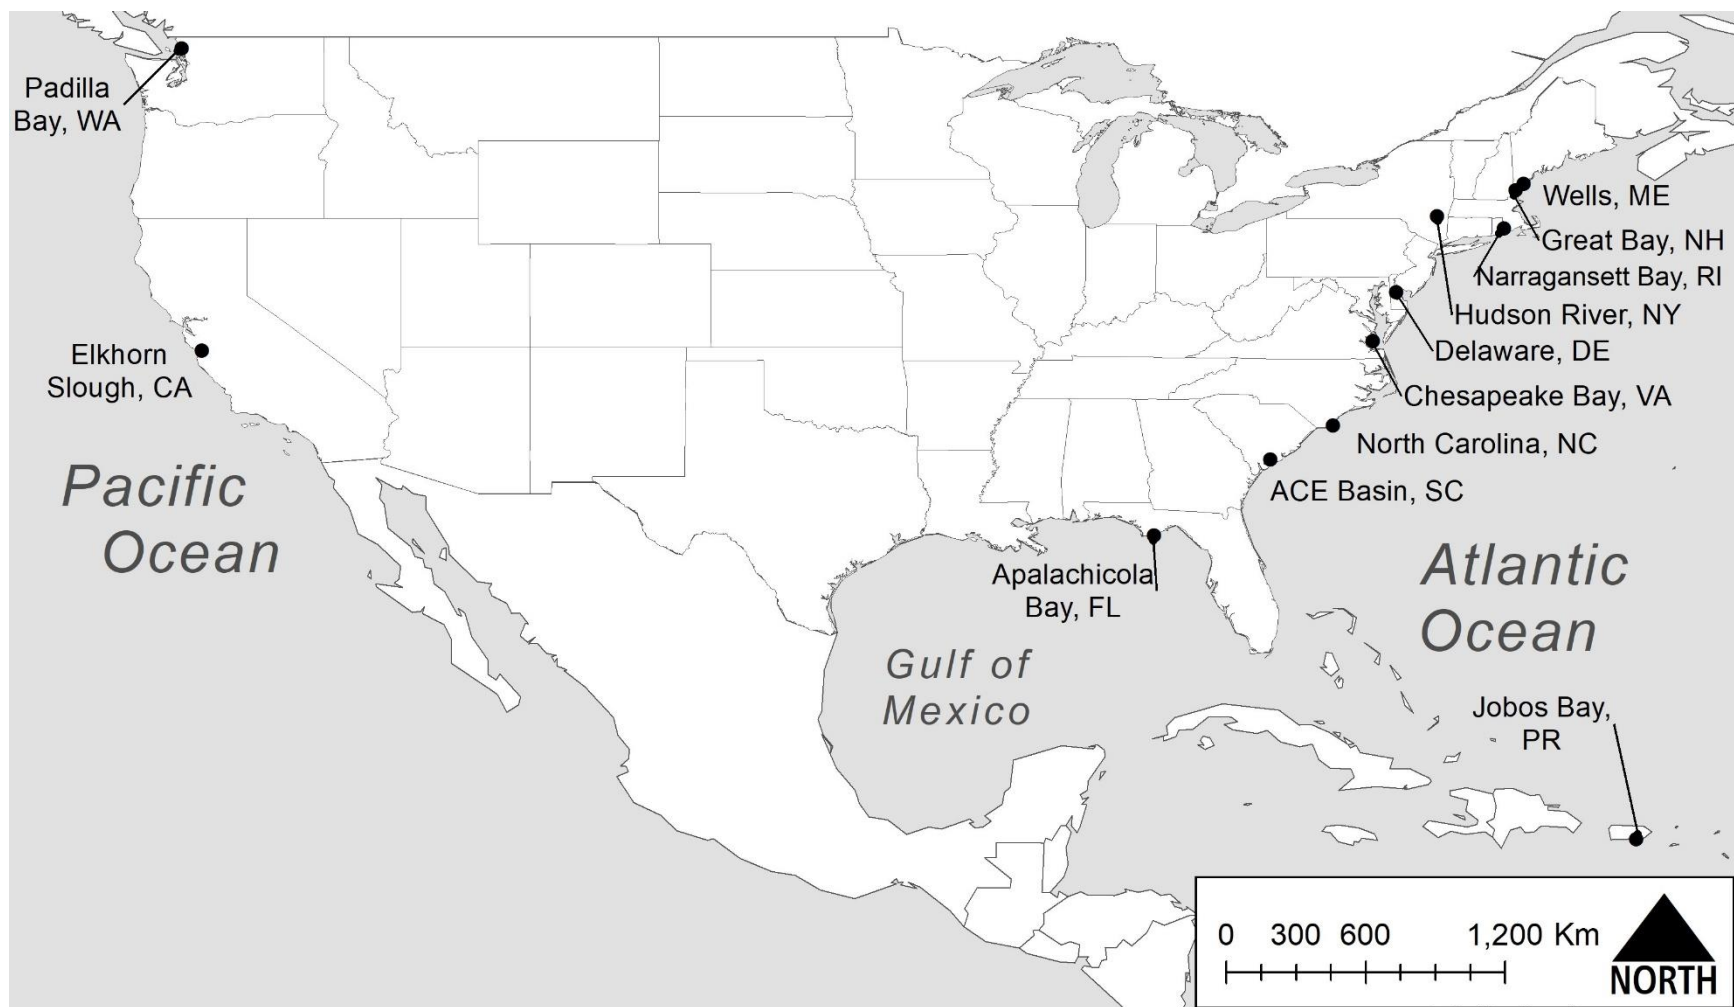 Padilla
Bay, WA
Wells, ME
Great Bay, NH
Narragansett Bay, RI
Hudson River, NY
Delaware, DE
Elkhorn
Slough, CA
Chesapeake Bay, VA
North Carolina, NC
ACE Basin, SC
Pacific
Ocean
Apalachicola
Bay, FL
Atlantic
Ocean
Gulf of
Mexico
Jobos Bay,
PR
0 300 600 1,200 Km
NORTH